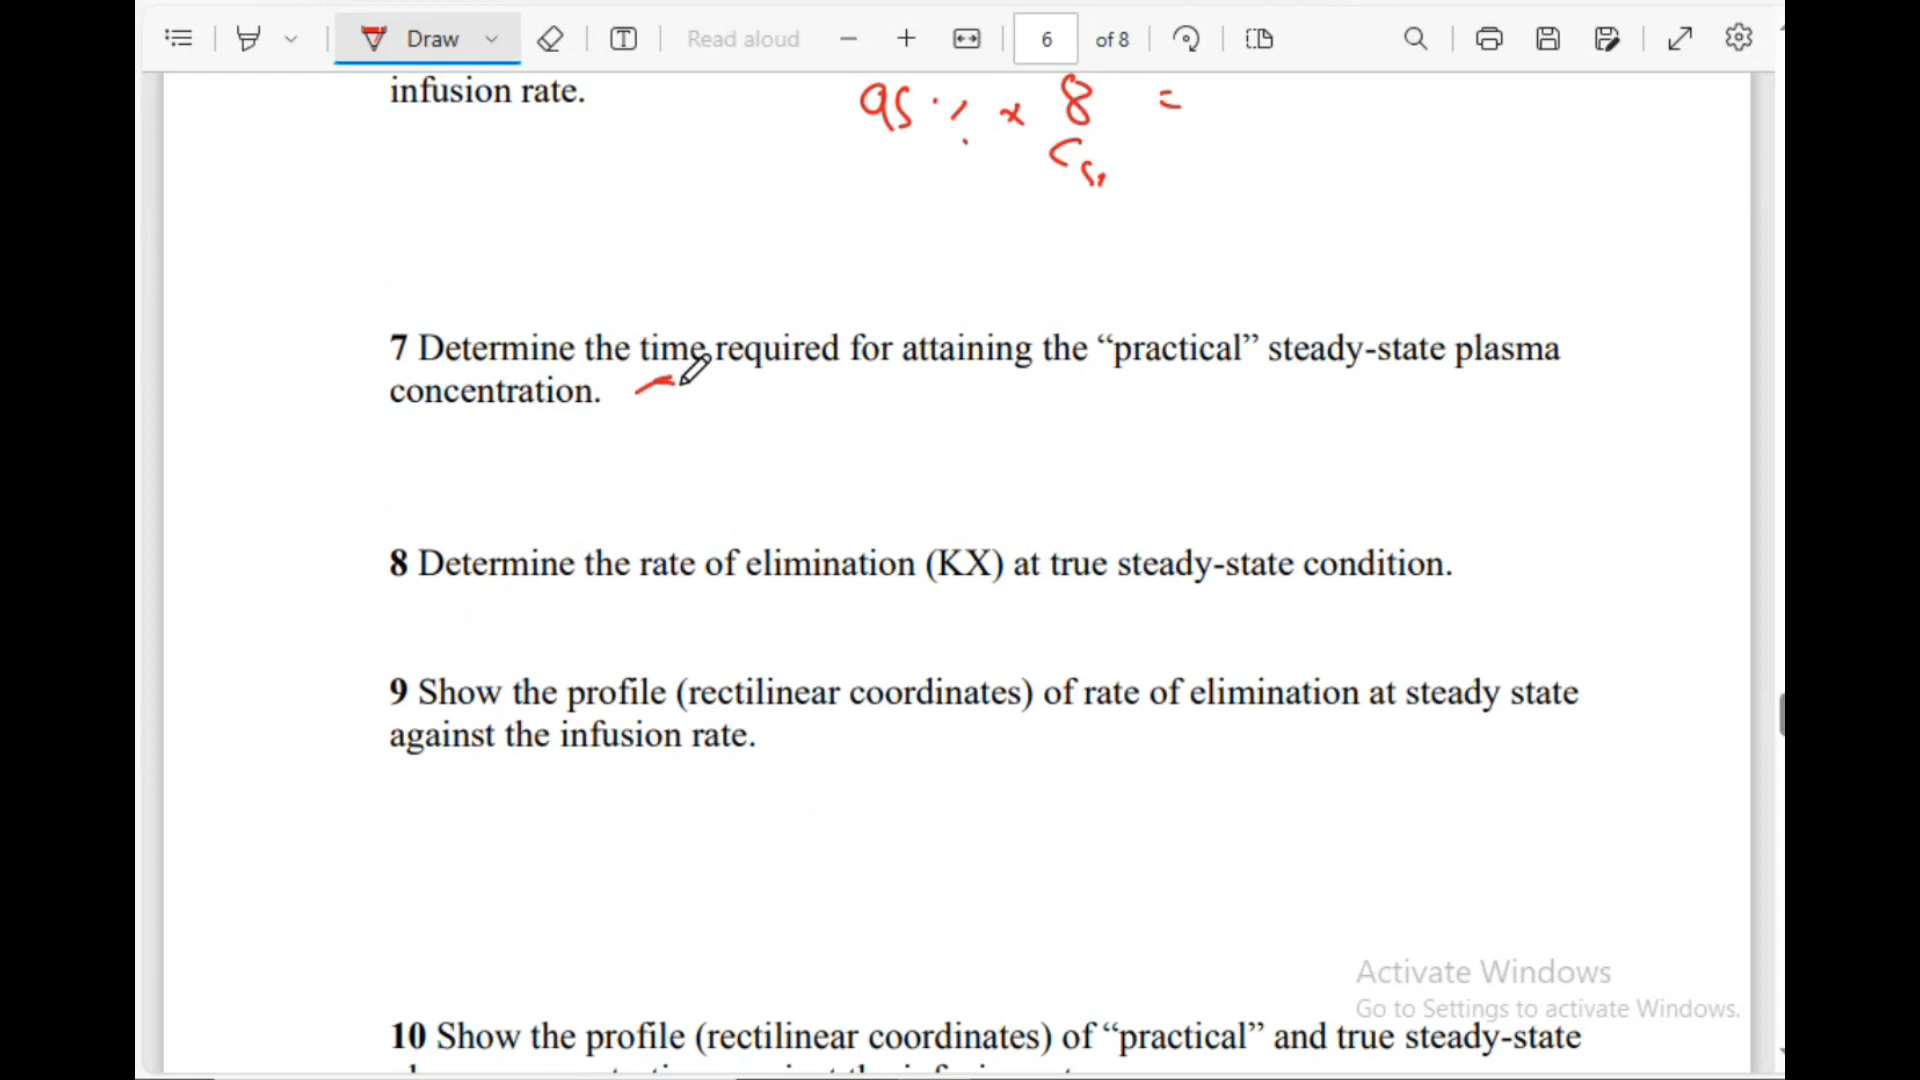 Draw
Read aloud
6 of 8
infusion rate.
95 % x 8 =
Css
7 Determine the time required for attaining the “practical” steady-state plasma
concentration.
8 Determine the rate of elimination (KX) at true steady-state condition.
9 Show the profile (rectilinear coordinates) of rate of elimination at steady state
against the infusion rate.
Activate Windows
Go to Settings to activate Windows.
10 Show the profile (rectilinear coordinates) of “practical” and true steady-state